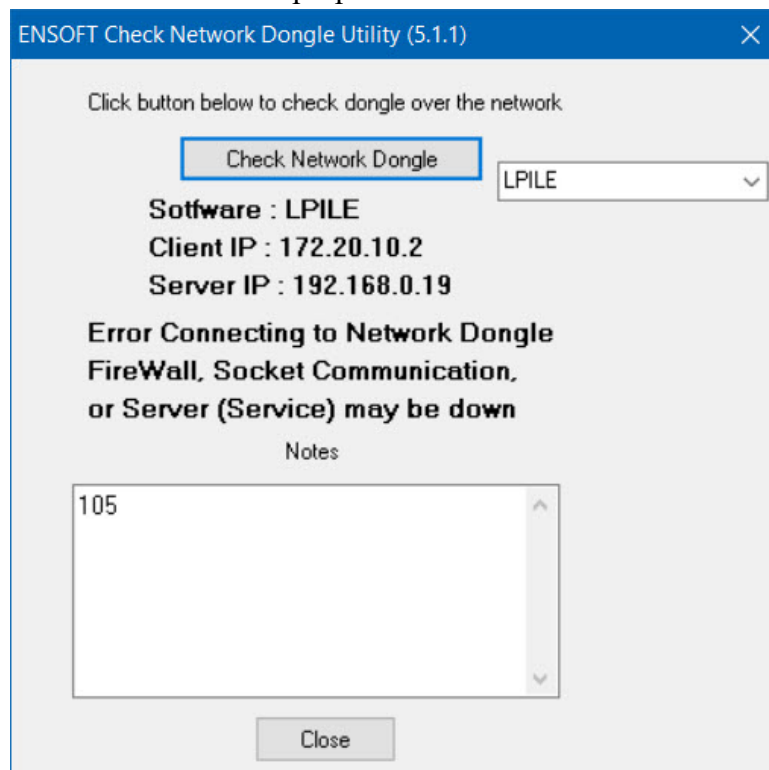 ENSOFT Check Network Dongle Utility (5.1.1)
Click button below to check dongle over the network
Check Network Dongle
LPILE
Sotfware : LPILE
Client IP : 172.20.10.2
Server IP : 192.168.0.19
Error Connecting to Network Dongle
FireWall, Socket Communication,
or Server (Service) may be down
Notes
105
Close